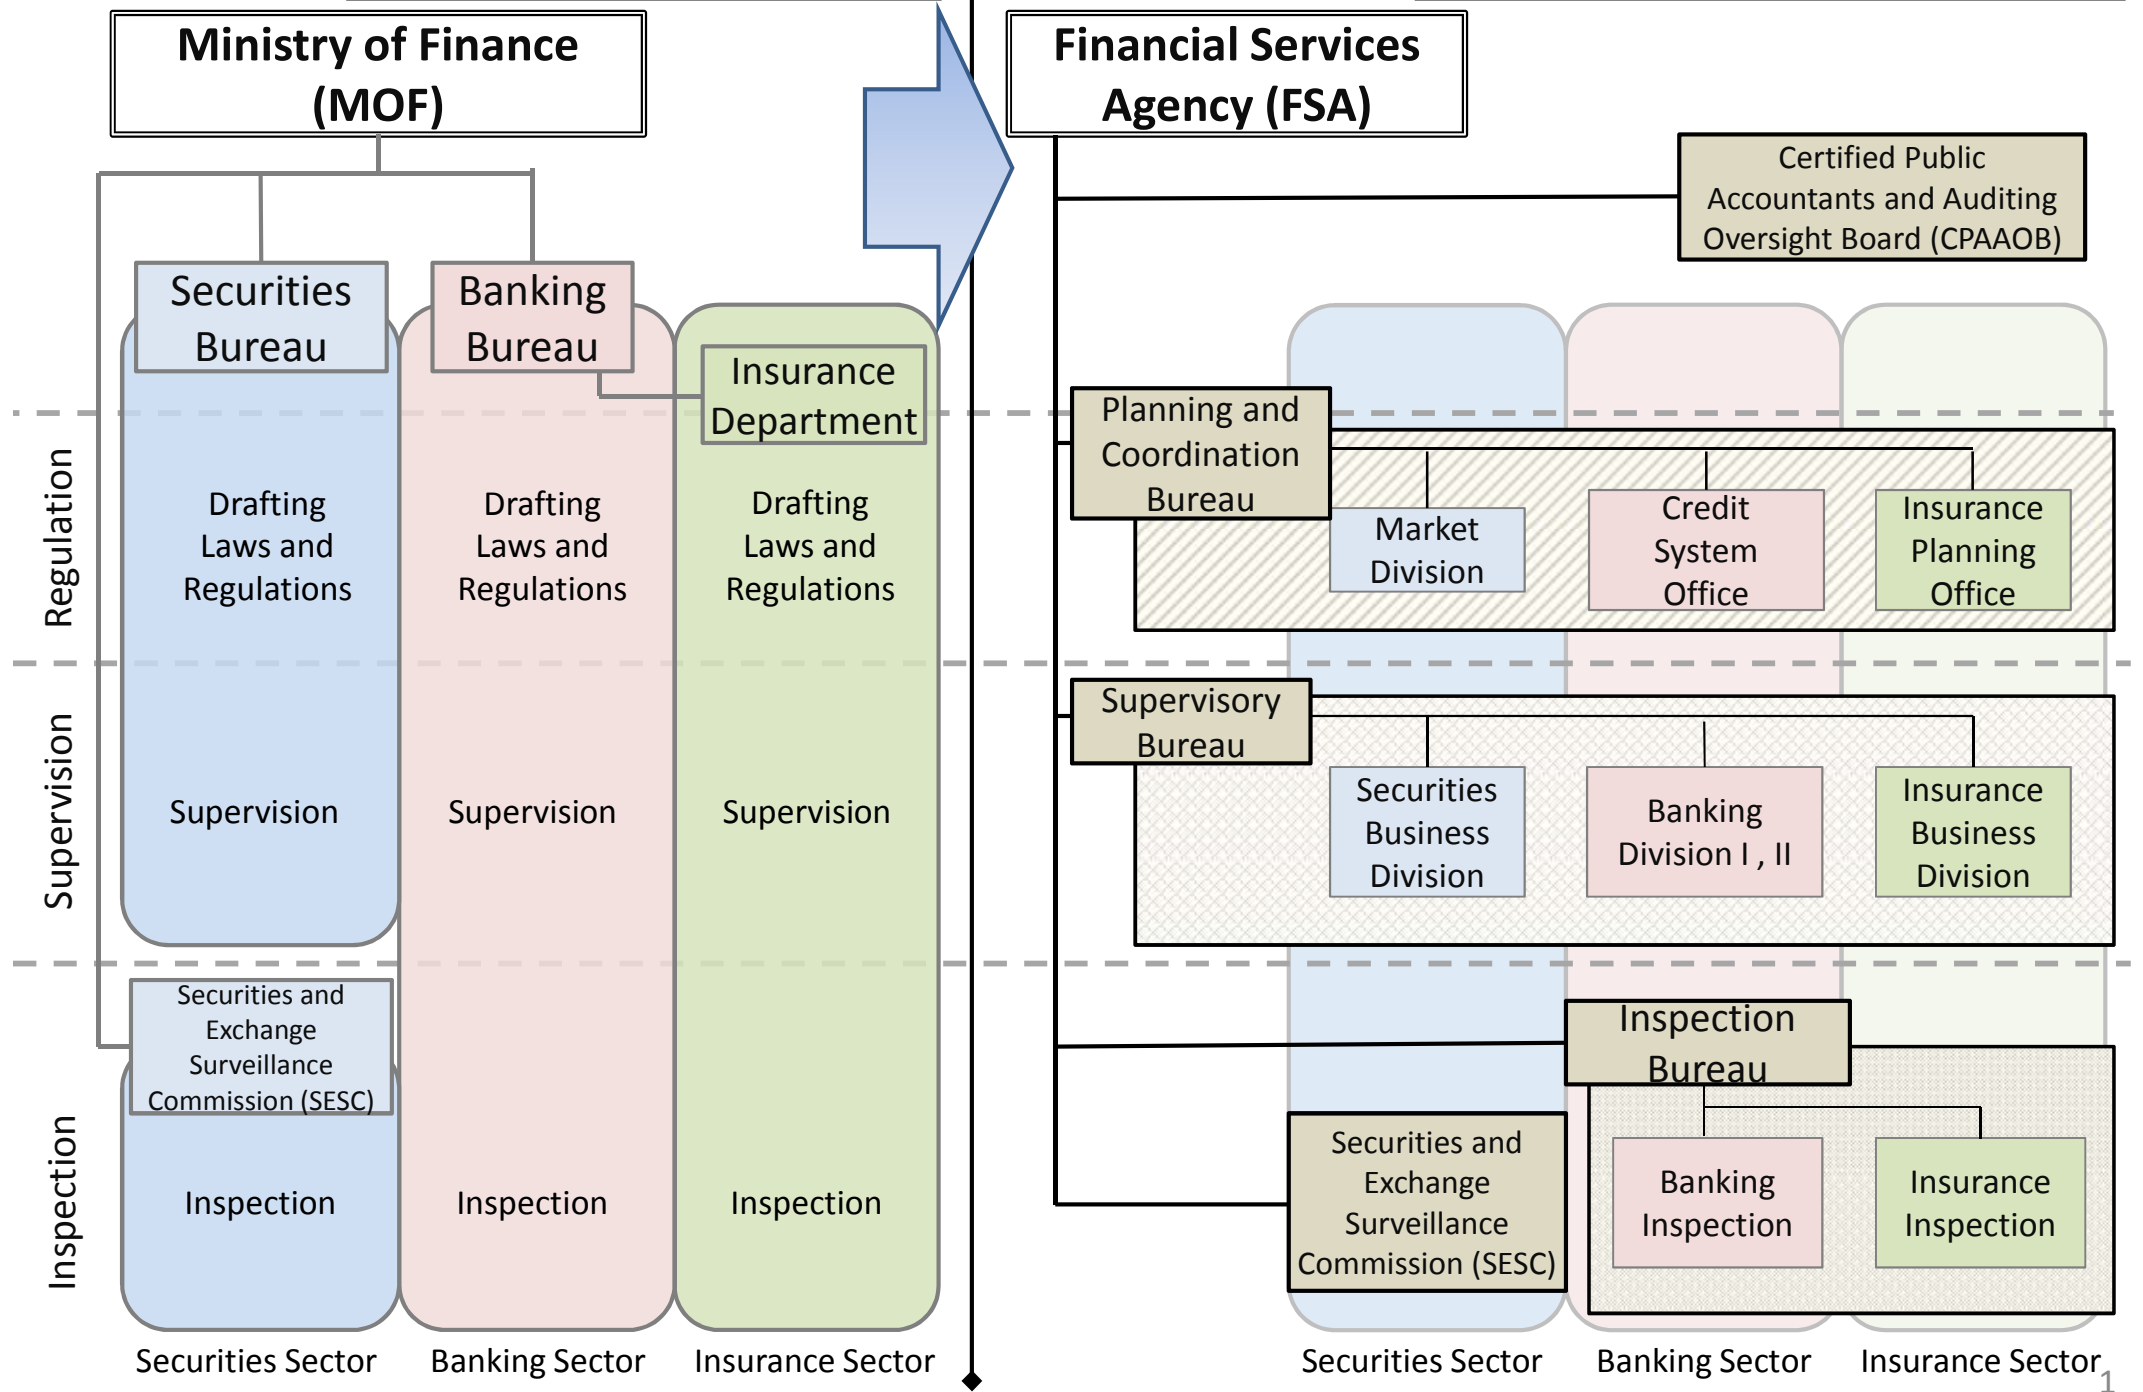 Ministry of Finance
(MOF)
Securities
Bureau
Banking
Bureau
Insurance
Department
Regulation
Drafting
Laws and
Regulations
Drafting
Laws and
Regulations
Drafting
Laws and
Regulations
Supervision
Supervision
Supervision
Supervision
Securities and
Exchange
Surveillance
Commission (SESC)
Inspection
Inspection
Inspection
Inspection
Securities Sector
Banking Sector
Insurance Sector
Financial Services
Agency (FSA)
Certified Public
Accountants and Auditing
Oversight Board (CPAAOB)
Planning and
Coordination
Bureau
Market
Division
Credit
System
Office
Insurance
Planning
Office
Supervisory
Bureau
Securities
Business
Division
Banking
Division I , II
Insurance
Business
Division
Inspection
Bureau
Securities and
Exchange
Surveillance
Commission (SESC)
Banking
Inspection
Insurance
Inspection
Securities Sector
Banking Sector
Insurance Sector
1